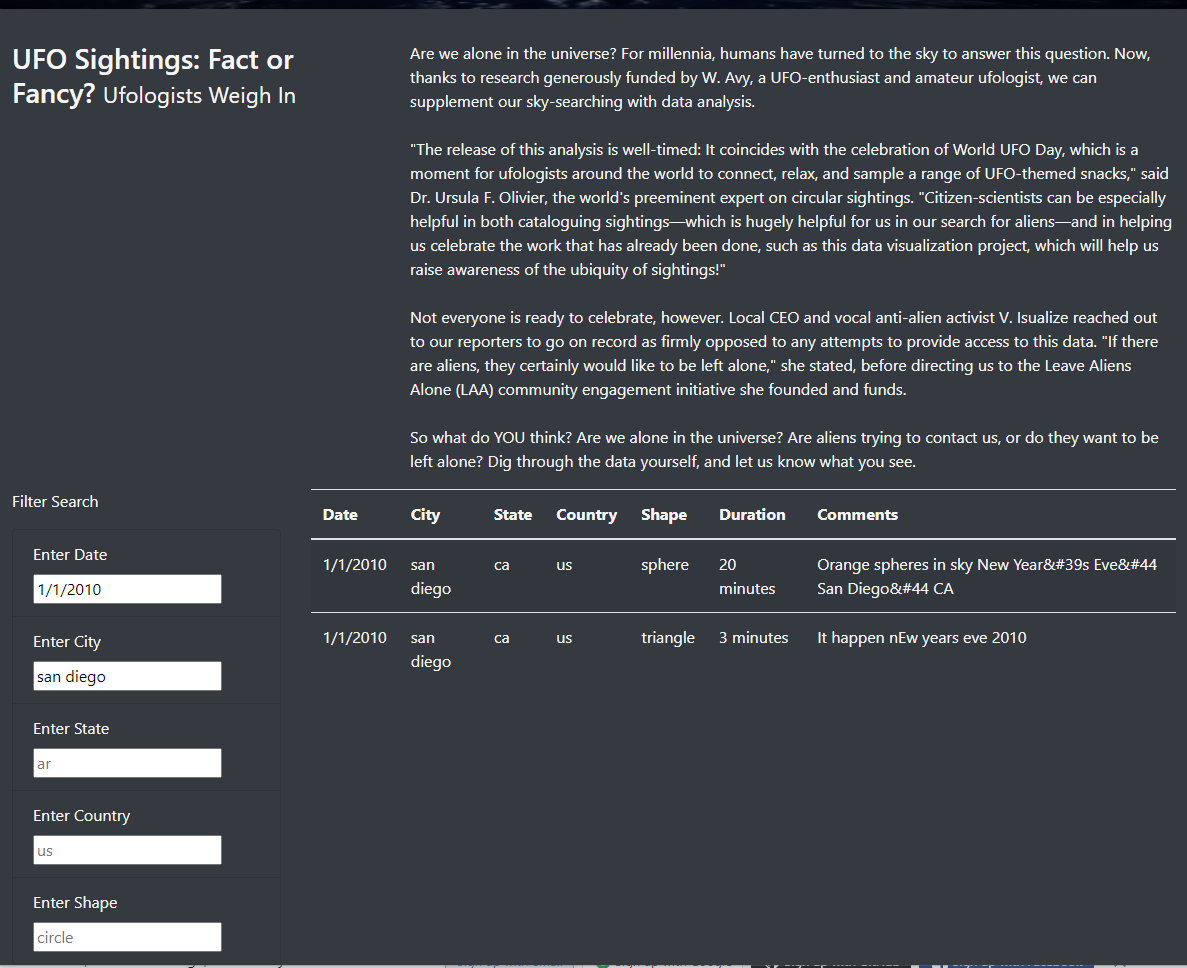 UFO Sightings: Fact or
Fancy? Ufologists Weigh In
Are we alone in the universe? For millennia, humans have turned to the sky to answer this question. Now,
thanks to research generously funded by W. Avy, a UFO-enthusiast and amateur ufologist, we can
supplement our sky-searching with data analysis.
"The release of this analysis is well-timed: It coincides with the celebration of World UFO Day, which is a
moment for ufologists around the world to connect, relax, and sample a range of UFO-themed snacks," said
Dr. Ursula F. Olivier, the world's preeminent expert on circular sightings. "Citizen-scientists can be especially
helpful in both cataloguing sightings—which is hugely helpful for us in our search for aliens—and in helping
us celebrate the work that has already been done, such as this data visualization project, which will help us
raise awareness of the ubiquity of sightings!"
Not everyone is ready to celebrate, however. Local CEO and vocal anti-alien activist V. Isualize reached out
to our reporters to go on record as firmly opposed to any attempts to provide access to this data. "If there
are aliens, they certainly would like to be left alone," she stated, before directing us to the Leave Aliens
Alone (LAA) community engagement initiative she founded and funds.
So what do YOU think? Are we alone in the universe? Are aliens trying to contact us, or do they want to be
left alone? Dig through the data yourself, and let us know what you see.
Filter Search
Enter Date
1/1/2010
Enter City
san diego
Enter State
ar
Enter Country
us
Enter Shape
circle
Date City State Country Shape Duration Comments
1/1/2010 san diego ca us sphere 20 minutes Orange spheres in sky New Year&#39s Eve&#44
San Diego&#44 CA
1/1/2010 san diego ca us triangle 3 minutes It happen nEw years eve 2010